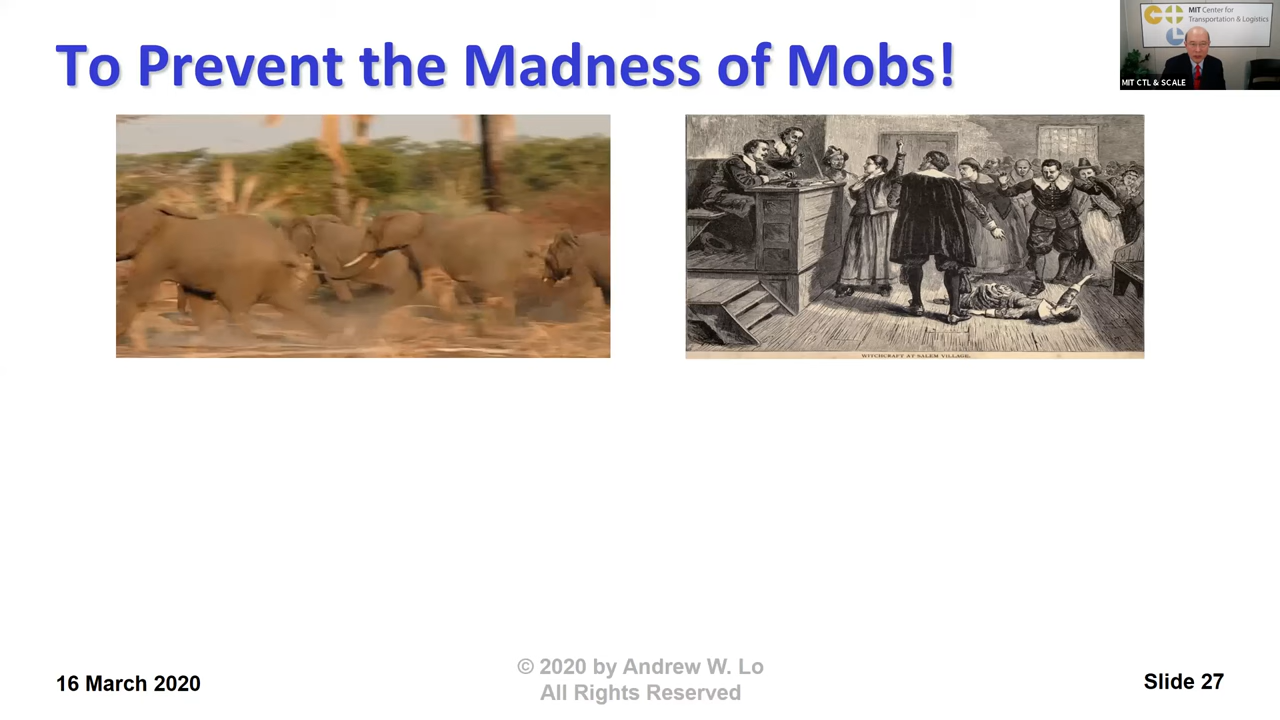 To Prevent the Madness of Mobs!
MIT Center for
Transportation & Logistics
MIT CTL & SCALE
WITCHCRAFT AT SALEM VILLAGE.
16 March 2020
© 2020 by Andrew W. Lo
All Rights Reserved
Slide 27